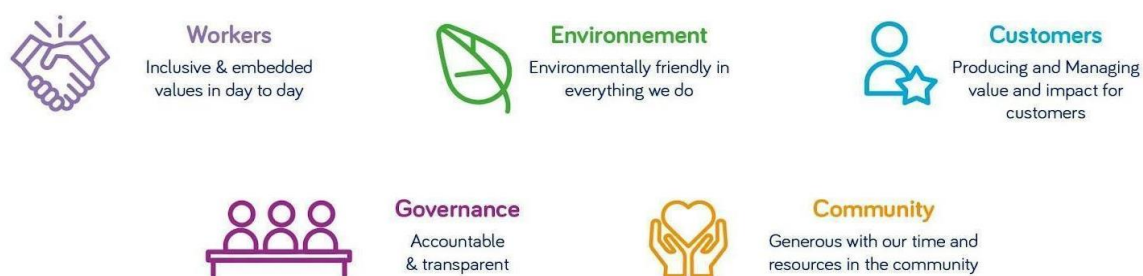 Workers
Inclusive & embedded
values in day to day
Environnement
Environmentally friendly in
everything we do
Customers
Producing and Managing
value and impact for
customers
Governance
Accountable
& transparent
Community
Generous with our time and
resources in the community